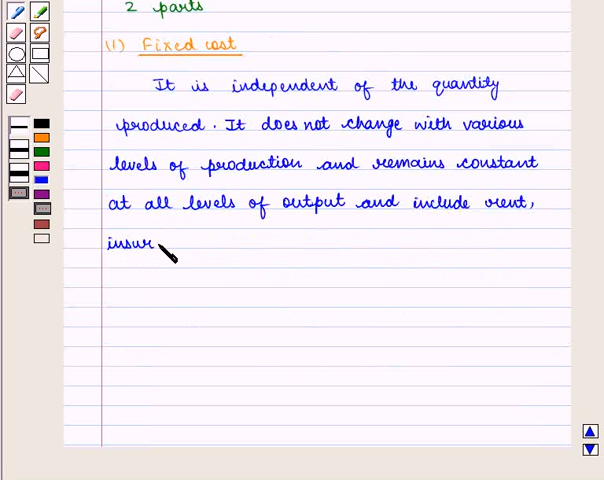 2 parts
(1) Fixed cost
It is independent of the quantity
produced. It does not change with various
levels of production and remains constant
at all levels of output and include rent,
insur